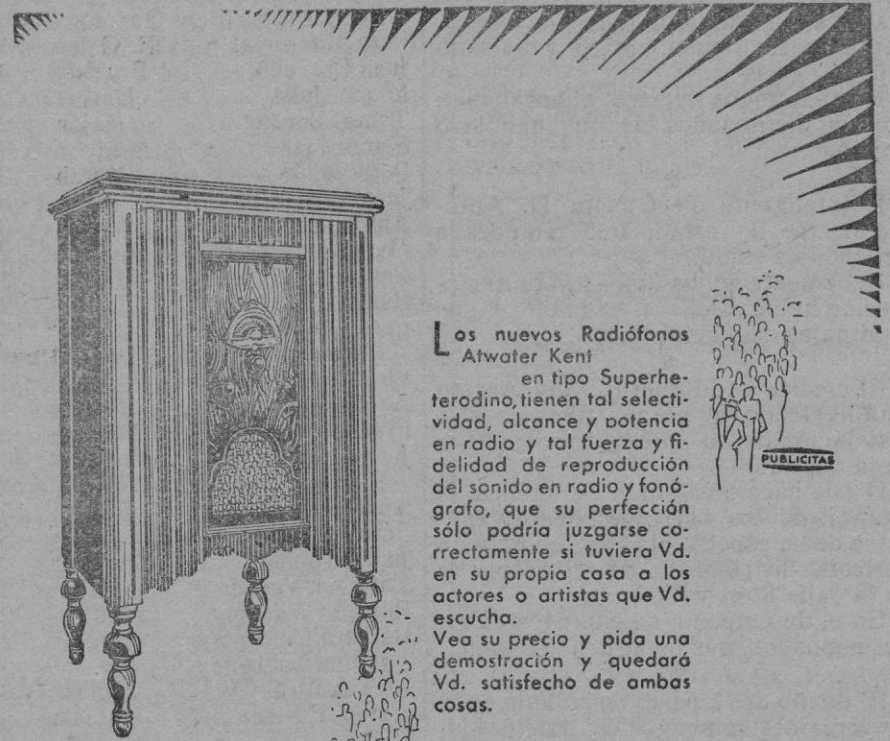 Los nuevos Radiófonos
Atwater Kent
en tipo Superhe-
terodino, tienen tal selecti-
vidad, alcance y potencia
en radio y tal fuerza y fi-
delidad de reproducción
del sonido en radio y fonó-
grafo, que su perfección
sólo podría juzgarse co-
rrectamente si tuviera Vd.
en su propia casa a los
actores o artistas que Vd.
escucha.
Vea su precio y pida una
demostración y quedará
Vd. satisfecho de ambas
cosas.
PUBLICITAS